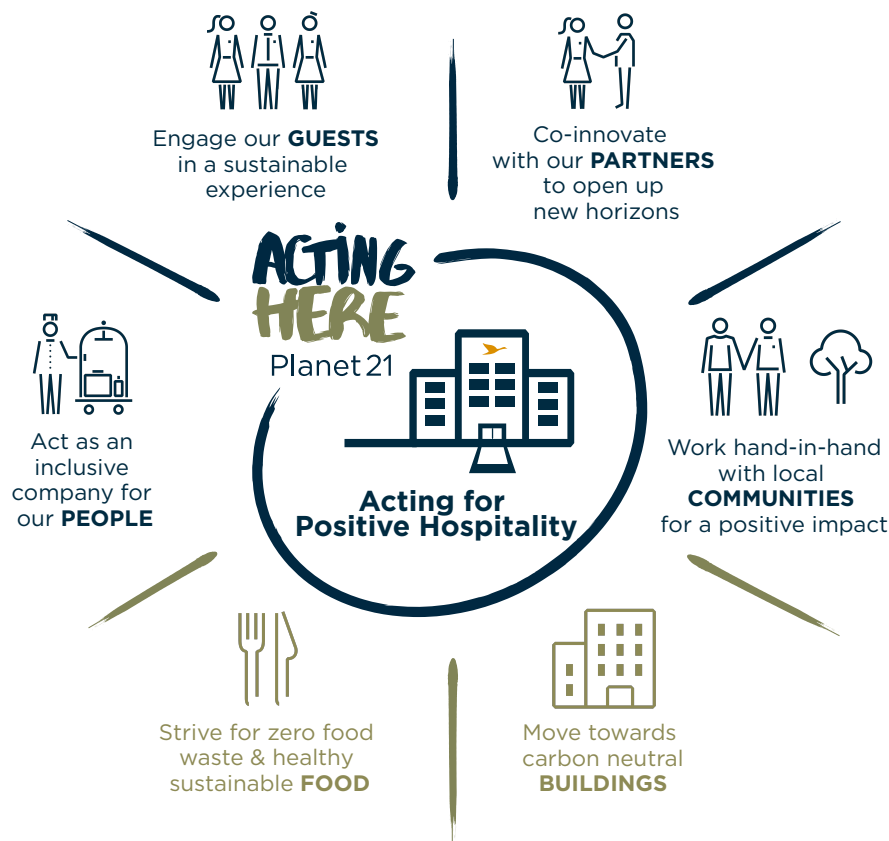 Engage our GUESTS
in a sustainable
experience
Co-innovate
with our PARTNERS
to open up
new horizons
ACTING
HERE
Planet 21
Acting for
Positive Hospitality
Act as an
inclusive
company for
our PEOPLE
Work hand-in-hand
with local
COMMUNITIES
for a positive impact
Strive for zero food
waste & healthy
sustainable FOOD
Move towards
carbon neutral
BUILDINGS